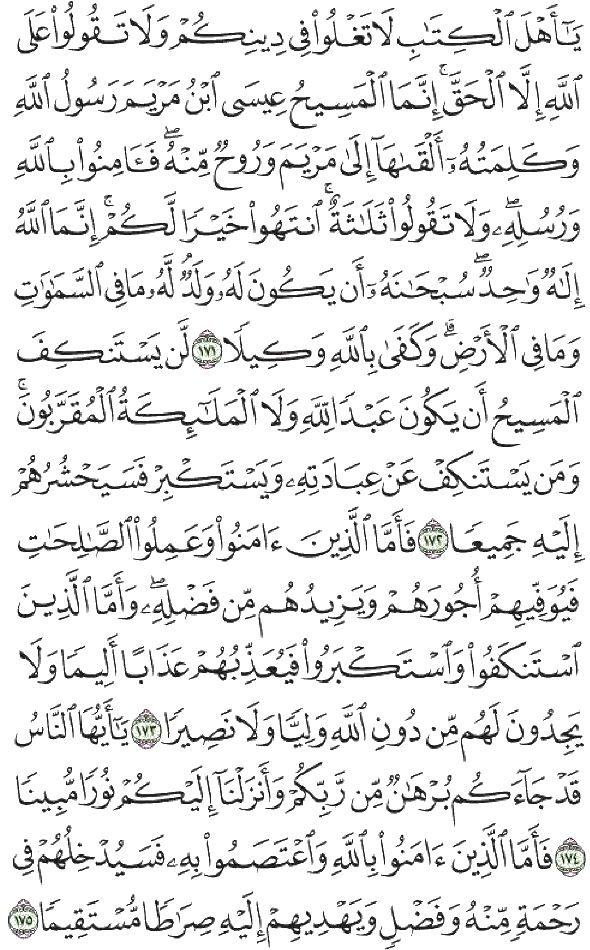 يَـٰٓأَهْلَ ٱلْكِتَـٰبِ لَا تَغْلُوا۟ فِى دِينِكُمْ وَلَا تَقُولُوا۟ عَلَى
ٱللَّهِ إِلَّا ٱلْحَقَّ ۚ إِنَّمَا ٱلْمَسِيحُ عِيسَى ٱبْنُ مَرْيَمَ رَسُولُ ٱللَّهِ
وَكَلِمَتُهُۥٓ أَلْقَىٰهَآ إِلَىٰ مَرْيَمَ وَرُوحٌ مِّنْهُ ۖ فَـَٔامِنُوا۟ بِٱللَّهِ
وَرُسُلِهِۦ ۖ وَلَا تَقُولُوا۟ ثَلَـٰثَةٌ ۚ ٱنتَهُوا۟ خَيْرًا لَّكُمْ ۚ إِنَّمَا ٱللَّهُ
إِلَـٰهٌ وَٰحِدٌ ۖ سُبْحَـٰنَهُۥٓ أَن يَكُونَ لَهُۥ وَلَدٌ ۘ لَّهُۥ مَا فِى ٱلسَّمَـٰوَٰتِ
وَمَا فِى ٱلْأَرْضِ ۗ وَكَفَىٰ بِٱللَّهِ وَكِيلًا ١٧١ لَّن يَسْتَنكِفَ
ٱلْمَسِيحُ أَن يَكُونَ عَبْدًا لِّلَّهِ وَلَا ٱلْمَلَـٰٓئِكَةُ ٱلْمُقَرَّبُونَ ۚ
وَمَن يَسْتَنكِفْ عَنْ عِبَادَتِهِۦ وَيَسْتَكْبِرْ فَسَيَحْشُرُهُمْ
إِلَيْهِ جَمِيعًا ١٧٢ فَأَمَّا ٱلَّذِينَ ءَامَنُوا۟ وَعَمِلُوا۟ ٱلصَّـٰلِحَـٰتِ
فَيُوَفِّيهِمْ أُجُورَهُمْ وَيَزِيدُهُم مِّن فَضْلِهِۦ ۖ وَأَمَّا ٱلَّذِينَ
ٱسْتَنكَفُوا۟ وَٱسْتَكْبَرُوا۟ فَيُعَذِّبُهُمْ عَذَابًا أَلِيمًا وَلَا
يَجِدُونَ لَهُم مِّن دُونِ ٱللَّهِ وَلِيًّا وَلَا نَصِيرًا ١٧٣ يَـٰٓأَيُّهَا ٱلنَّاسُ
قَدْ جَآءَكُم بُرْهَـٰنٌ مِّن رَّبِّكُمْ وَأَنزَلْنَآ إِلَيْكُمْ نُورًا مُّبِينًا
١٧٤ فَأَمَّا ٱلَّذِينَ ءَامَنُوا۟ بِٱللَّهِ وَٱعْتَصَمُوا۟ بِهِۦ فَسَيُدْخِلُهُمْ فِى
رَحْمَةٍ مِّنْهُ وَفَضْلٍ وَيَهْدِيهِمْ إِلَيْهِ صِرَٰطًا مُّسْتَقِيمًا ١٧٥